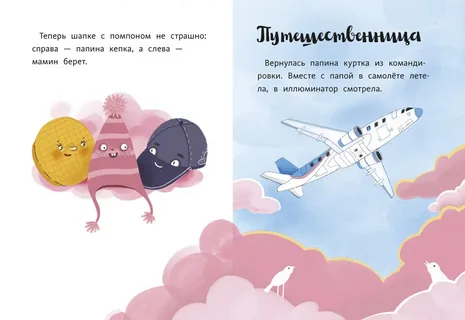 Теперь шапке с помпоном не страшно:
справа — папина кепка, а слева —
мамин берет.
Путешественница
Вернулась папина куртка из команди-
ровки. Вместе с папой в самолёте лете-
ла, в иллюминатор смотрела.